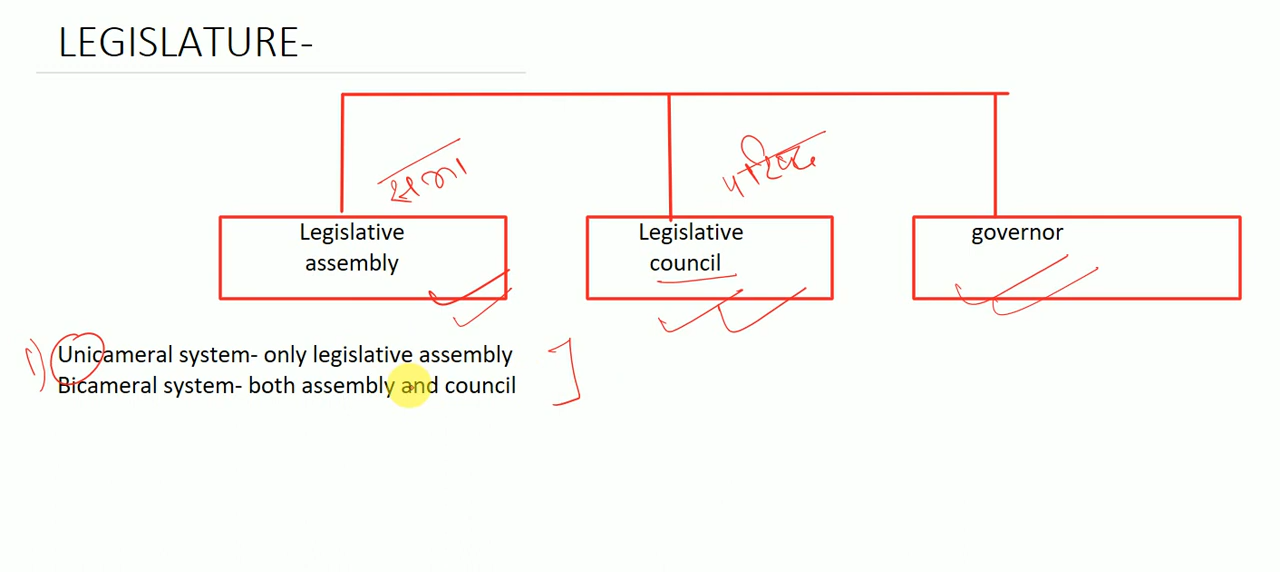 LEGISLATURE-
सभा
परिषद
Legislative
assembly
Legislative
council
governor
1) Unicameral system- only legislative assembly
Bicameral system- both assembly and council